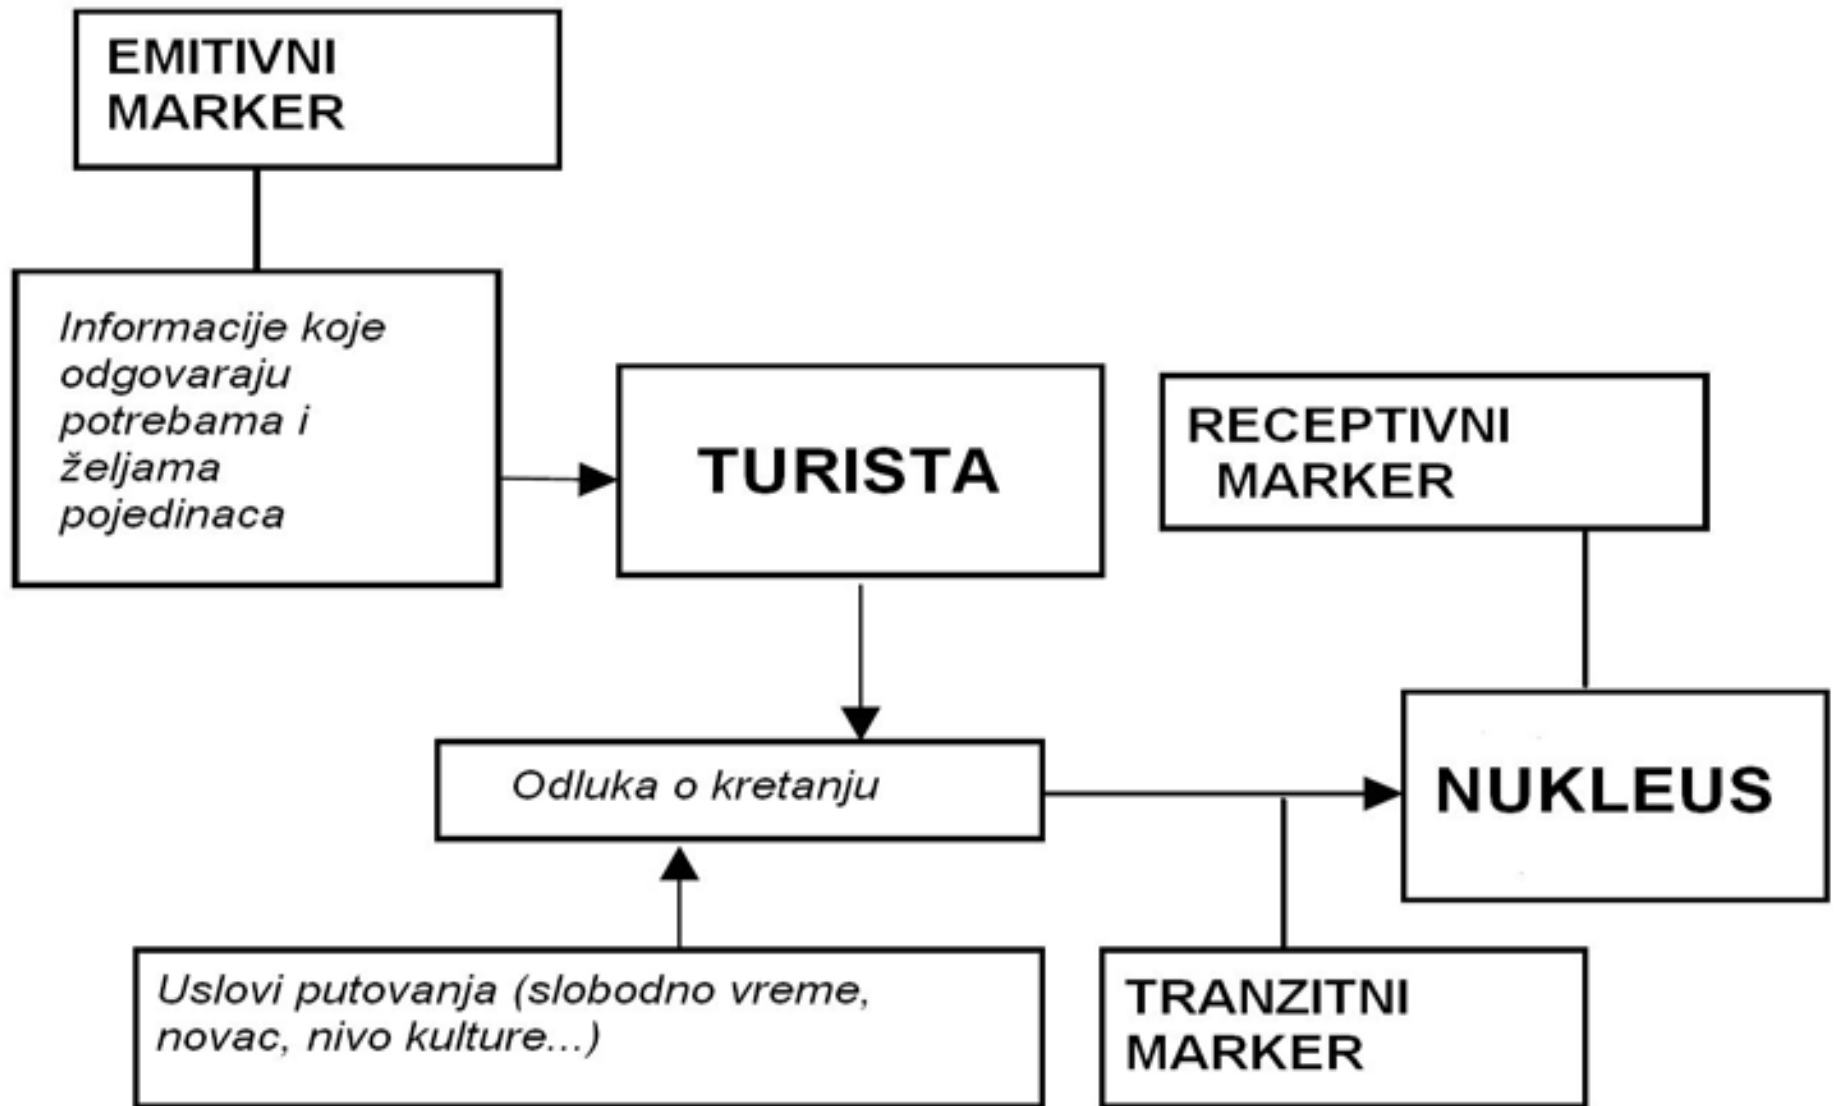 EMITIVNI
MARKER
Informacije koje
odgovaraju
potrebama i
željama
pojedinaca
TURISTA
RECEPTIVNI
MARKER
Odluka o kretanju
NUKLEUS
Uslovi putovanja (slobodno vreme,
novac, nivo kulture...)
TRANZITNI
MARKER